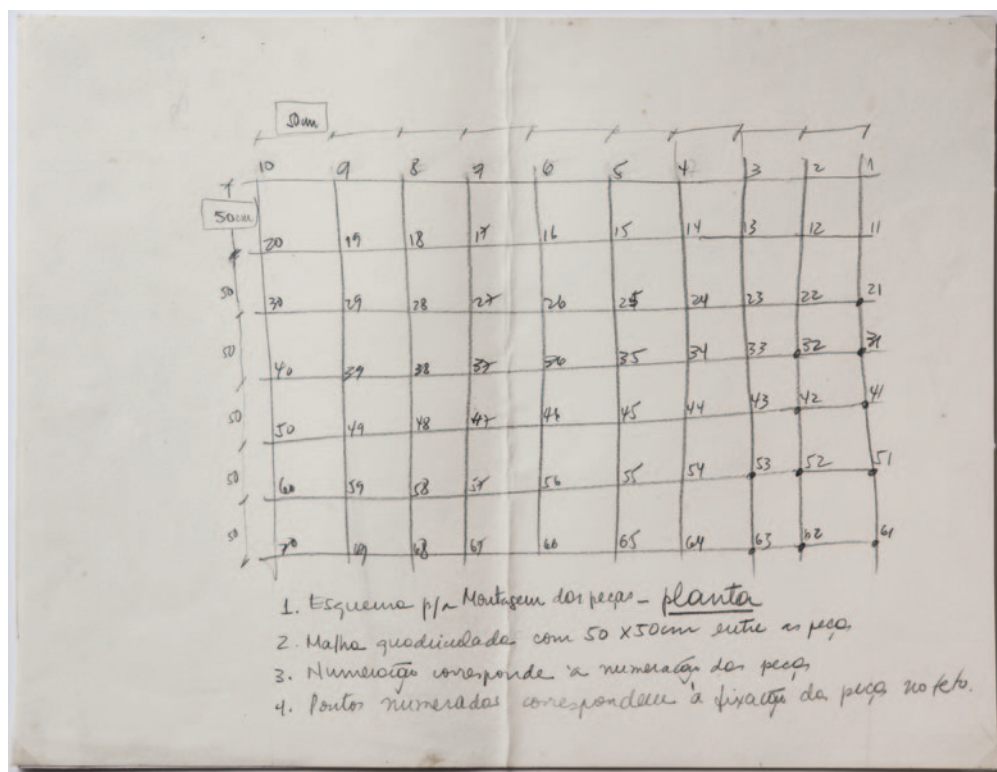 50cm
10 9 8 7 6 5 4 3 2 1
50cm
20 19 18 17 16 15 14 13 12 11
50
30 29 28 27 26 25 24 23 22 21
50
40 39 38 37 36 35 34 33 32 31
50
50 49 48 47 46 45 44 43 42 41
50
60 59 58 57 56 55 54 53 52 51
50
70 69 68 67 66 65 64 63 62 61
1. Esquema p/a Montagem das peças - planta
2. Malha quadriculada com 50 x 50cm entre as peças
3. Numeração corresponde à numeração das peças
4. Pontos numerados correspondem à fixação da peça no teto.